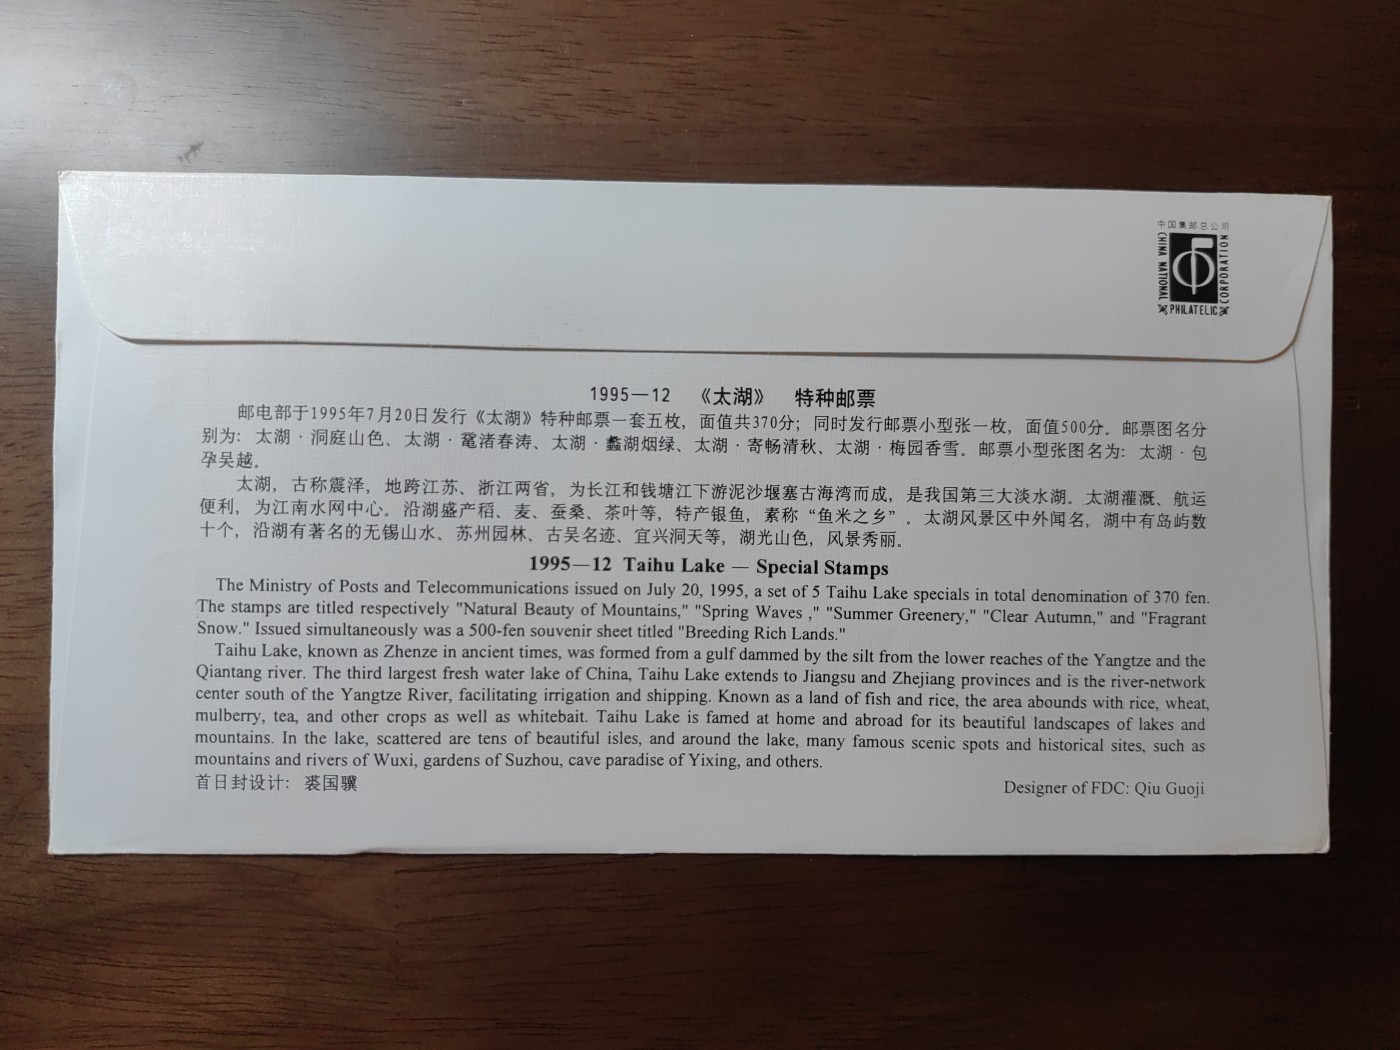 中国集邮总公司
CHINA NATIONAL
PHILATELIC
CORPORATION
1995—12 《太湖》 特种邮票
邮电部于1995年7月20日发行《太湖》特种邮票一套五枚，面值共370分；同时发行邮票小型张一枚，面值500分。邮票图名分
别为：太湖·洞庭山色、太湖·鼋渚春涛、太湖·蠡湖烟绿、太湖·寄畅清秋、太湖·梅园香雪。邮票小型张图名为：太湖·包
孕吴越。
太湖，古称震泽，地跨江苏、浙江两省，为长江和钱塘江下游泥沙堰塞古海湾而成，是我国第三大淡水湖。太湖灌溉、航运
便利，为江南水网中心。沿湖盛产稻、麦、蚕桑、茶叶等，特产银鱼，素称“鱼米之乡”。太湖风景区中外闻名，湖中有岛屿数
十个，沿湖有著名的无锡山水、苏州园林、古吴名迹、宜兴洞天等，湖光山色，风景秀丽。
1995—12 Taihu Lake — Special Stamps
The Ministry of Posts and Telecommunications issued on July 20, 1995, a set of 5 Taihu Lake specials in total denomination of 370 fen.
The stamps are titled respectively "Natural Beauty of Mountains," "Spring Waves ," "Summer Greenery," "Clear Autumn," and "Fragrant
Snow." Issued simultaneously was a 500-fen souvenir sheet titled "Breeding Rich Lands."
Taihu Lake, known as Zhenze in ancient times, was formed from a gulf dammed by the silt from the lower reaches of the Yangtze and the
Qiantang river. The third largest fresh water lake of China, Taihu Lake extends to Jiangsu and Zhejiang provinces and is the river-network
center south of the Yangtze River, facilitating irrigation and shipping. Known as a land of fish and rice, the area abounds with rice, wheat,
mulberry, tea, and other crops as well as whitebait. Taihu Lake is famed at home and abroad for its beautiful landscapes of lakes and
mountains. In the lake, scattered are tens of beautiful isles, and around the lake, many famous scenic spots and historical sites, such as
mountains and rivers of Wuxi, gardens of Suzhou, cave paradise of Yixing, and others.
首日封设计：裘国骥 Designer of FDC: Qiu Guoji